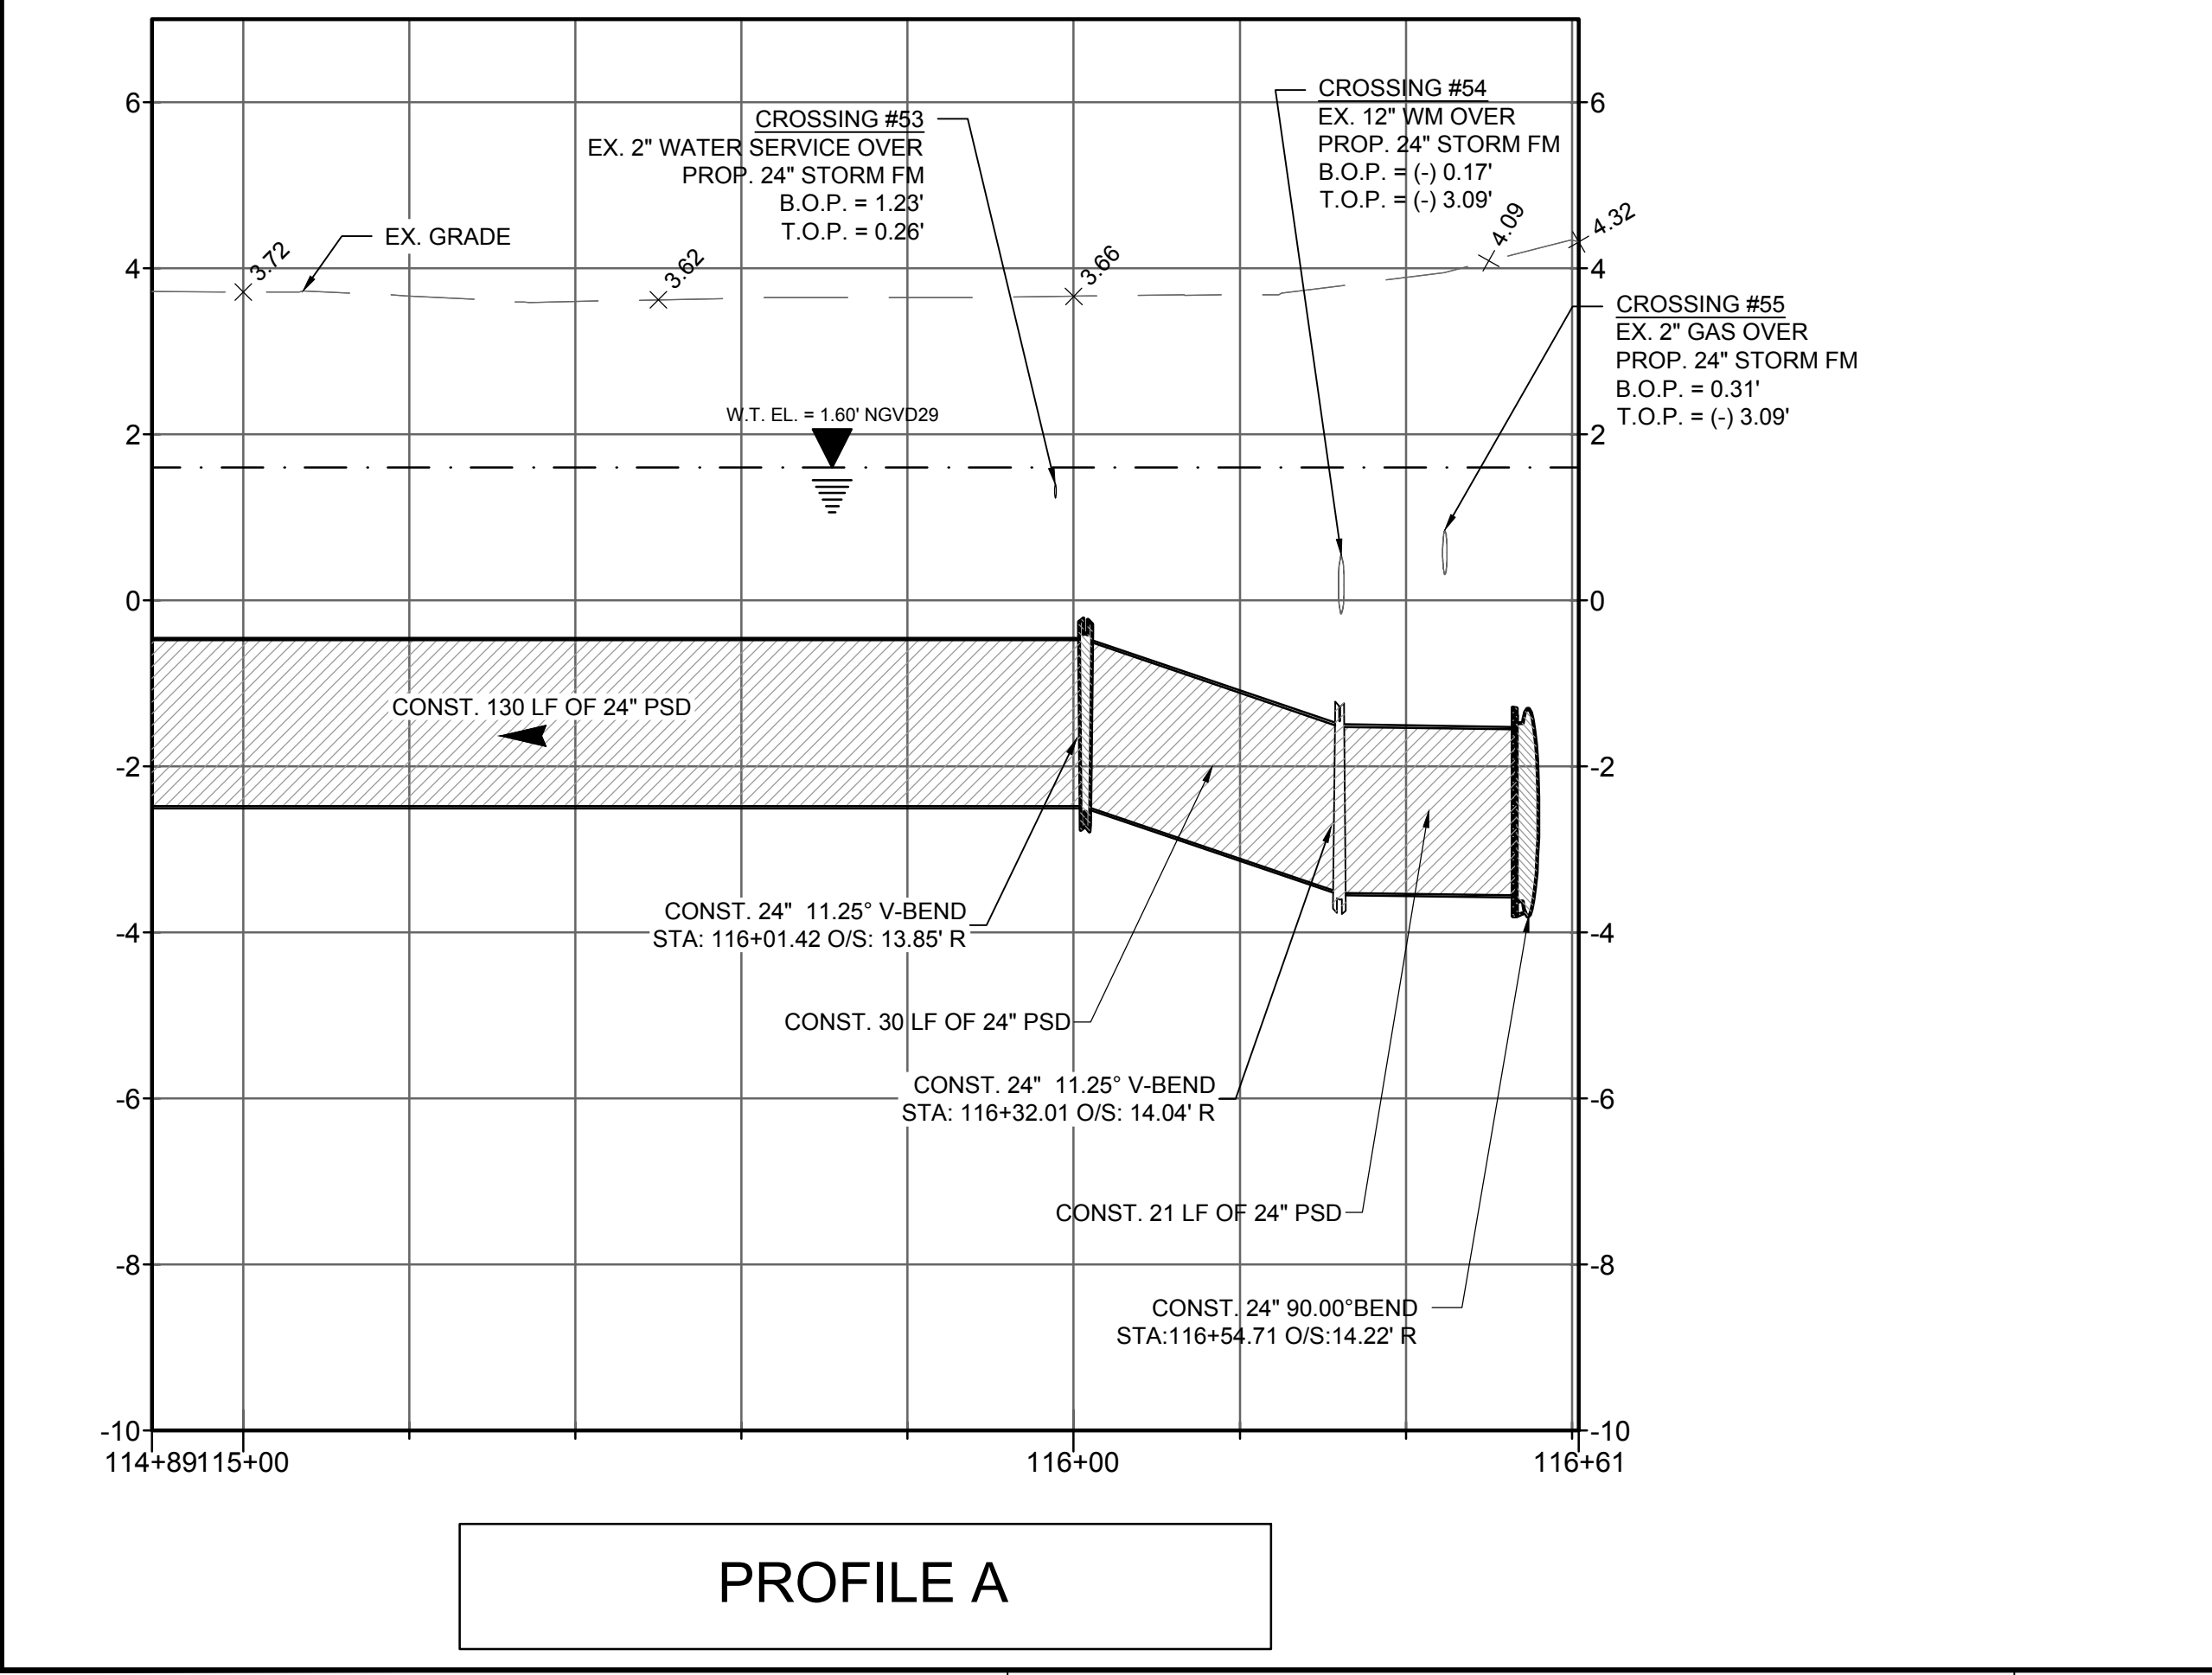 CROSSING #53
EX. 2" WATER SERVICE OVER
PROP. 24" STORM FM
B.O.P. = 1.23'
T.O.P. = 0.26'
CROSSING #54
EX. 12" WM OVER
PROP. 24" STORM FM
B.O.P. = (-) 0.17'
T.O.P. = (-) 3.09'
CROSSING #55
EX. 2" GAS OVER
PROP. 24" STORM FM
B.O.P. = 0.31'
T.O.P. = (-) 3.09'
EX. GRADE
3.72
3.62
3.66
4.09
4.32
W.T. EL. = 1.60' NGVD29
6
4
2
0
-2
-4
-6
-8
-10
6
4
2
0
-2
-4
-6
-8
-10
CONST. 130 LF OF 24" PSD
CONST. 24" 11.25° V-BEND
STA: 116+01.42 O/S: 13.85' R
CONST. 30 LF OF 24" PSD
CONST. 24" 11.25° V-BEND
STA: 116+32.01 O/S: 14.04' R
CONST. 21 LF OF 24" PSD
CONST. 24" 90.00°BEND
STA:116+54.71 O/S:14.22' R
114+89
115+00
116+00
116+61
PROFILE A